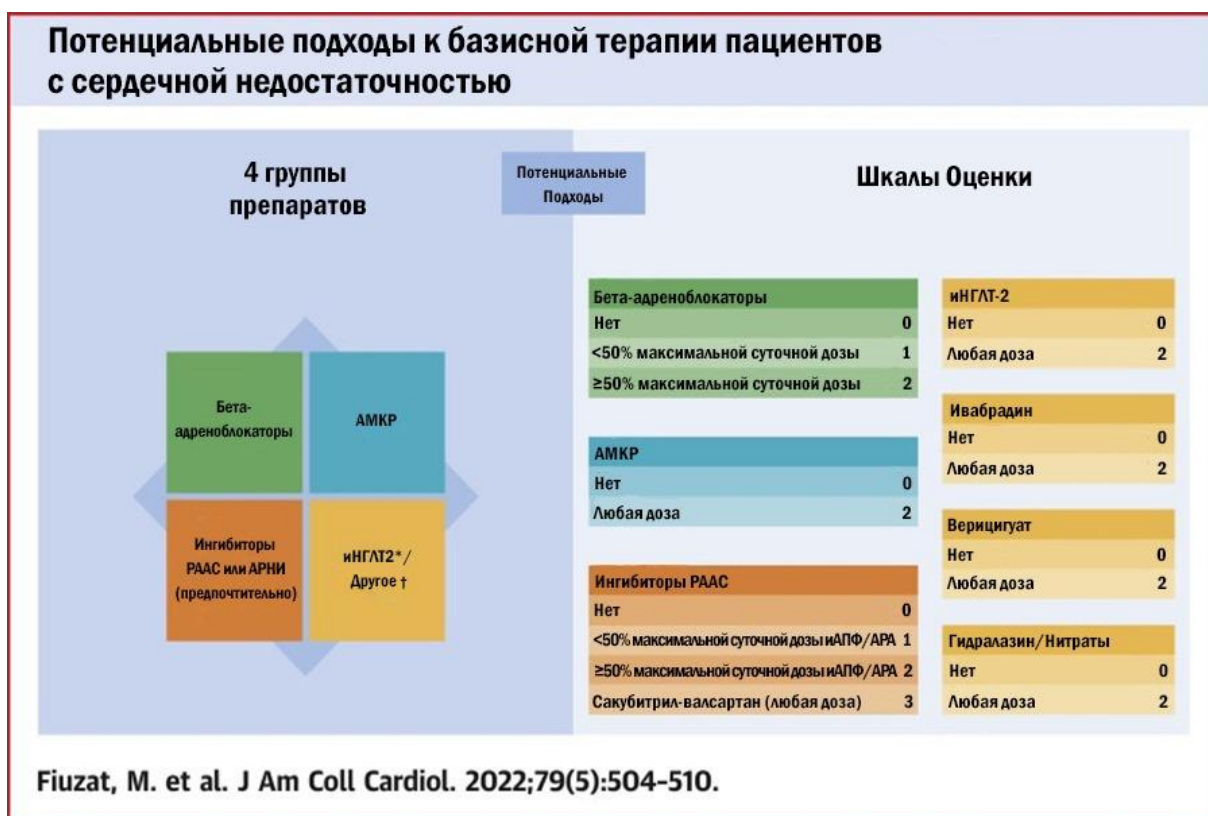 Потенциальные подходы к базисной терапии пациентов
с сердечной недостаточностью
4 группы
препаратов
Потенциальные
Подходы
Шкалы Оценки
Бета-
адреноблокаторы
АМКР
Ингибиторы
РААС или АРНИ
(предпочтительно)
иНГЛТ2*/
Другое †
Бета-адреноблокаторы
Нет 0
<50% максимальной суточной дозы 1
≥50% максимальной суточной дозы 2
АМКР
Нет 0
Любая доза 2
Ингибиторы РААС
Нет 0
<50% максимальной суточной дозы иАПФ/АРА 1
≥50% максимальной суточной дозы иАПФ/АРА 2
Сакубитрил-валсартан (любая доза) 3
иНГЛТ-2
Нет 0
Любая доза 2
Ивабрадин
Нет 0
Любая доза 2
Верицигуат
Нет 0
Любая доза 2
Гидралазин/Нитраты
Нет 0
Любая доза 2
Fiuzat, M. et al. J Am Coll Cardiol. 2022;79(5):504–510.